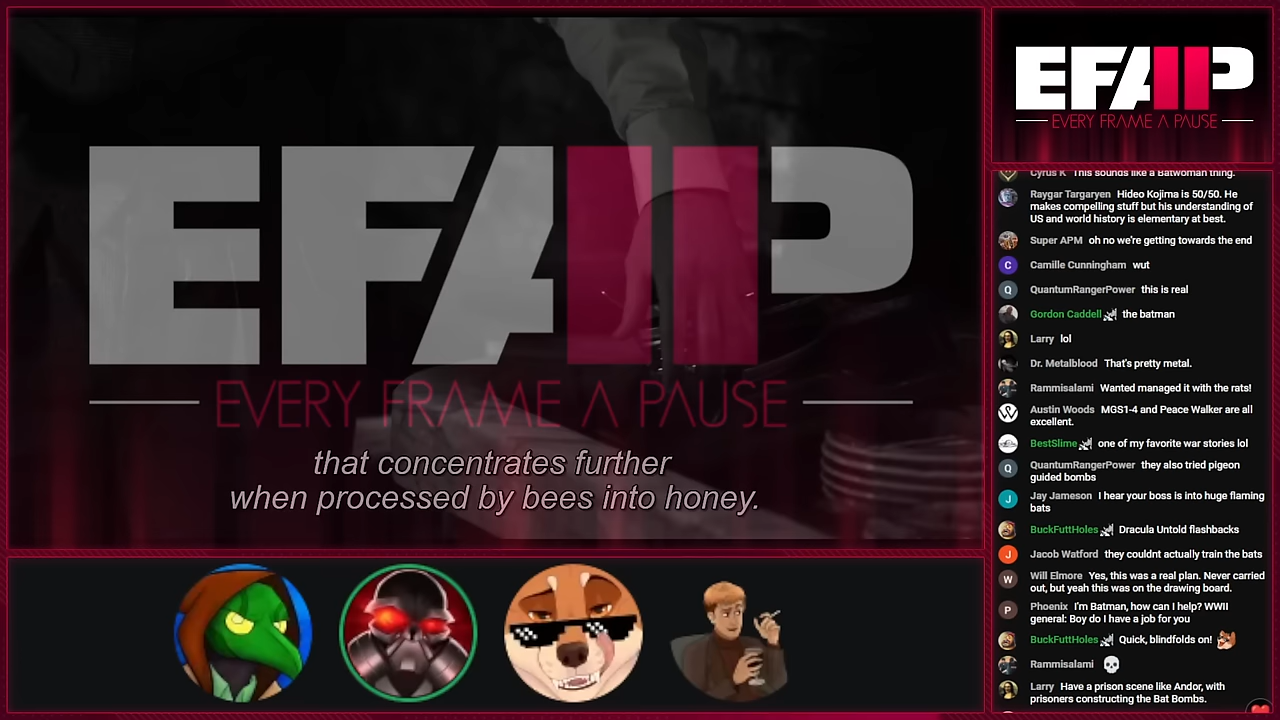 EFAP
EVERY FRAME A PAUSE
that concentrates further
when processed by bees into honey.
EFAP
EVERY FRAME A PAUSE
Cyrus K This sounds like a Batwoman thing.
Raygar Targaryen Hideo Kojima is 50/50. He
makes compelling stuff but his understanding of
US and world history is elementary at best.
Super APM oh no we're getting towards the end
C
Camille Cunningham wut
Q
QuantumRangerPower this is real
Gordon Caddell the batman
Larry lol
Dr. Metalblood That's pretty metal.
Rammisalami Wanted managed it with the rats!
Austin Woods MGS1-4 and Peace Walker are all
excellent.
BestSlime one of my favorite war stories lol
Q
QuantumRangerPower they also tried pigeon
guided bombs
J
Jay Jameson I hear your boss is into huge flaming
bats
BuckFuttHoles Dracula Untold flashbacks
J
Jacob Watford they couldnt actually train the bats
W
Will Elmore Yes, this was a real plan. Never carried
out, but yeah this was on the drawing board.
P
Phoenix I'm Batman, how can I help? WWII
general: Boy do I have a job for you
BuckFuttHoles Quick, blindfolds on!
Rammisalami
Larry Have a prison scene like Andor, with
prisoners constructing the Bat Bombs.